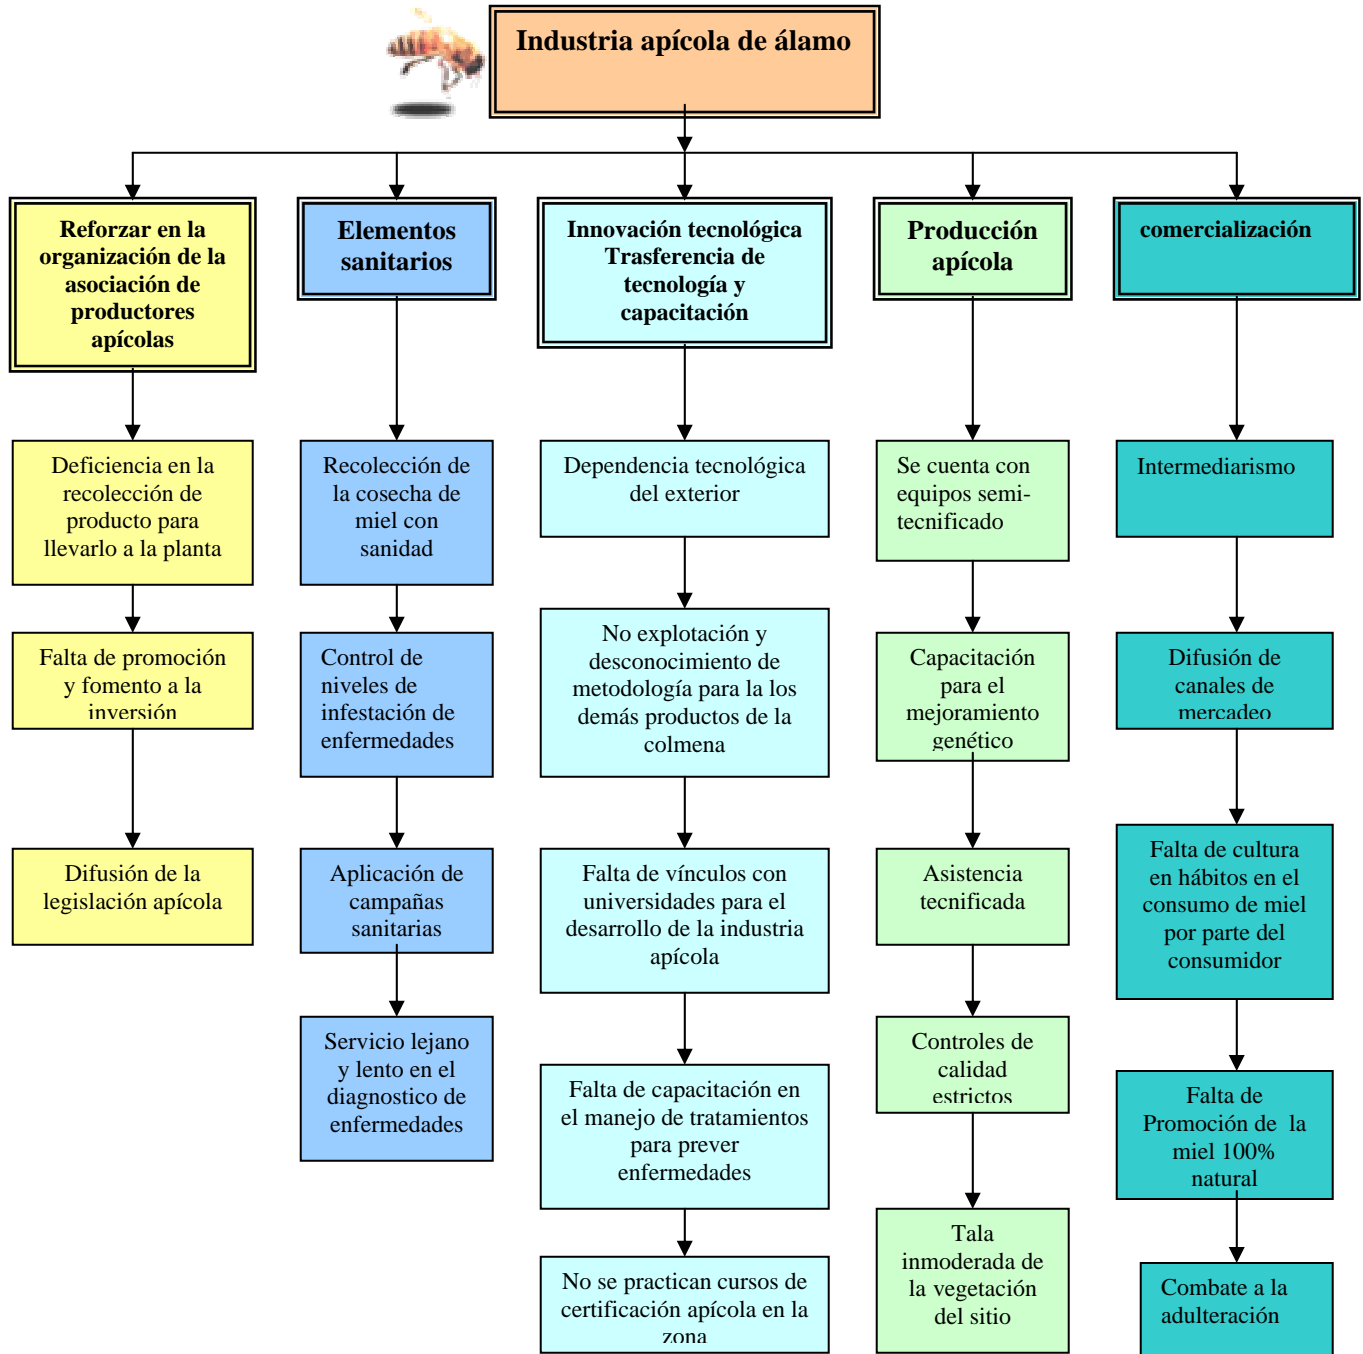 Industria apícola de álamo
Reforzar en la
organización de la
asociación de
productores
apícolas
Elementos
sanitarios
Innovación tecnológica
Trasferencia de
tecnología y
capacitación
Producción
apícola
comercialización
Deficiencia en la
recolección de
producto para
llevarlo a la planta
Falta de promoción
y fomento a la
inversión
Difusión de la
legislación apícola
Recolección de
la cosecha de
miel con
sanidad
Control de
niveles de
infestación de
enfermedades
Aplicación de
campañas
sanitarias
Servicio lejano
y lento en el
diagnostico de
enfermedades
Dependencia tecnológica
del exterior
No explotación y
desconocimiento de
metodología para la los
demás productos de la
colmena
Falta de vínculos con
universidades para el
desarrollo de la industria
apícola
Falta de capacitación en
el manejo de tratamientos
para prever
enfermedades
No se practican cursos de
certificación apícola en la
zona
Se cuenta con
equipos semi-
tecnificado
Capacitación
para el
mejoramiento
genético
Asistencia
tecnificada
Controles de
calidad
estrictos
Tala
inmoderada de
la vegetación
del sitio
Intermediarismo
Difusión de
canales de
mercadeo
Falta de cultura
en hábitos en el
consumo de miel
por parte del
consumidor
Falta de
Promoción de  la
miel 100%
natural
Combate a la
adulteración